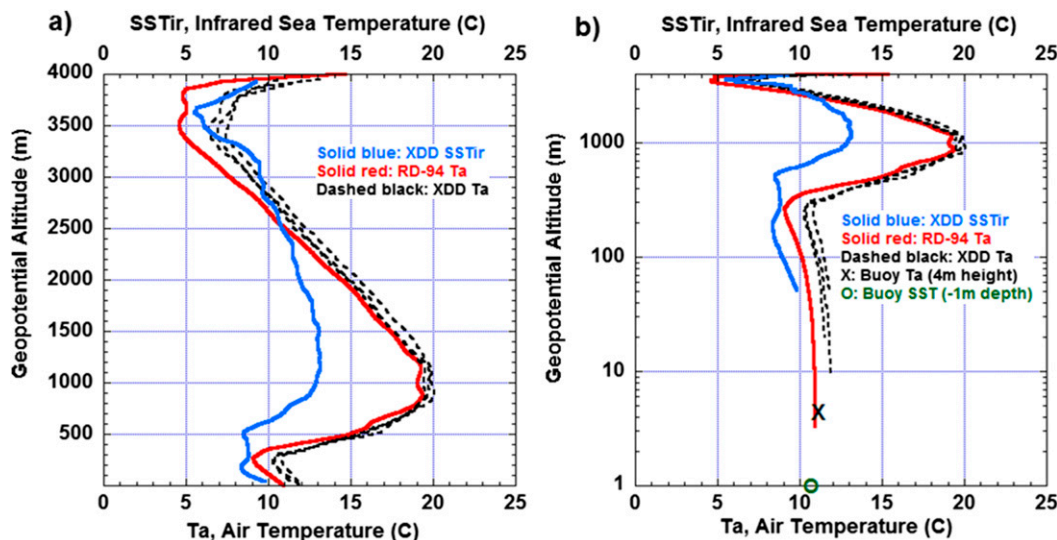 a)
SSTir, Infrared Sea Temperature (C)
0 5 10 15 20 25
4000
3500
3000
2500
2000
1500
1000
500
Geopotential Altitude (m)
Solid blue: XDD SSTir
Solid red: RD-94 Ta
Dashed black: XDD Ta
0 5 10 15 20 25
Ta, Air Temperature (C)
b)
SSTir, Infrared Sea Temperature (C)
0 5 10 15 20 25
1000
100
10
1
Geopotential Altitude (m)
Solid blue: XDD SSTir
Solid red: RD-94 Ta
Dashed black: XDD Ta
X: Buoy Ta (4m height)
O: Buoy SST (-1m depth)
X
O
0 5 10 15 20 25
Ta, Air Temperature (C)